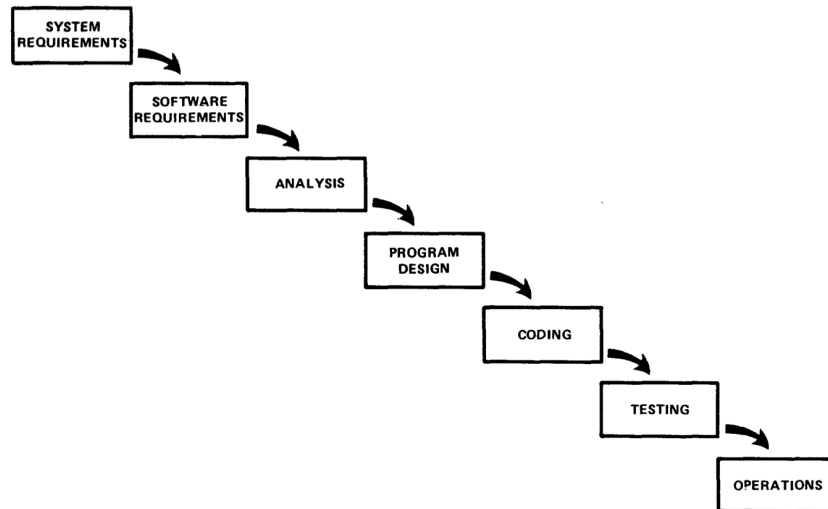 SYSTEM
REQUIREMENTS
SOFTWARE
REQUIREMENTS
ANALYSIS
PROGRAM
DESIGN
CODING
TESTING
OPERATIONS